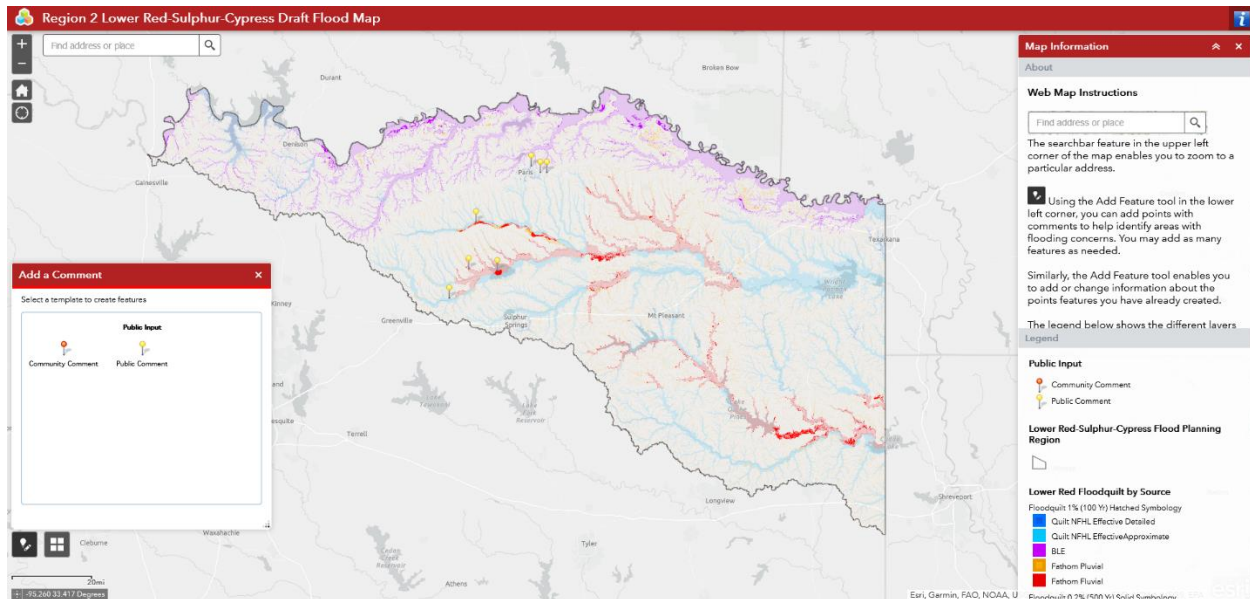 Region 2 Lower Red-Sulphur-Cypress Draft Flood Map
i
+
Find address or place
−
Durant
Broken Bow
Denison
Gainesville
Paris
Texarkana
Greenville
Sulphur
Springs
Mt Pleasant
Terrell
Longview
Shreveport
Tyler
Waxahachie
Cleburne
Athens
Add a Comment
×
Select a template to create features
Public Input
Community Comment
Public Comment
20mi
-95.260 33.417 Degrees
Esri, Garmin, FAO, NOAA, U
Map Information
×
About
Web Map Instructions
Find address or place
The searchbar feature in the upper left
corner of the map enables you to zoom to a
particular address.
Using the Add Feature tool in the lower
left corner, you can add points with
comments to help identify areas with
flooding concerns. You may add as many
features as needed.
Similarly, the Add Feature tool enables you
to add or change information about the
points features you have already created.
The legend below shows the different layers
Legend
Public Input
Community Comment
Public Comment
Lower Red-Sulphur-Cypress Flood Planning
Region
Lower Red Floodquilt by Source
Floodquilt 1% (100 Yr) Hatched Symbology
Quilt NFHL Effective Detailed
Quilt NFHL EffectiveApproximate
BLE
Fathom Pluvial
Fathom Pluvial
Floodquilt 0.2% (500 Yr) Solid Symbology